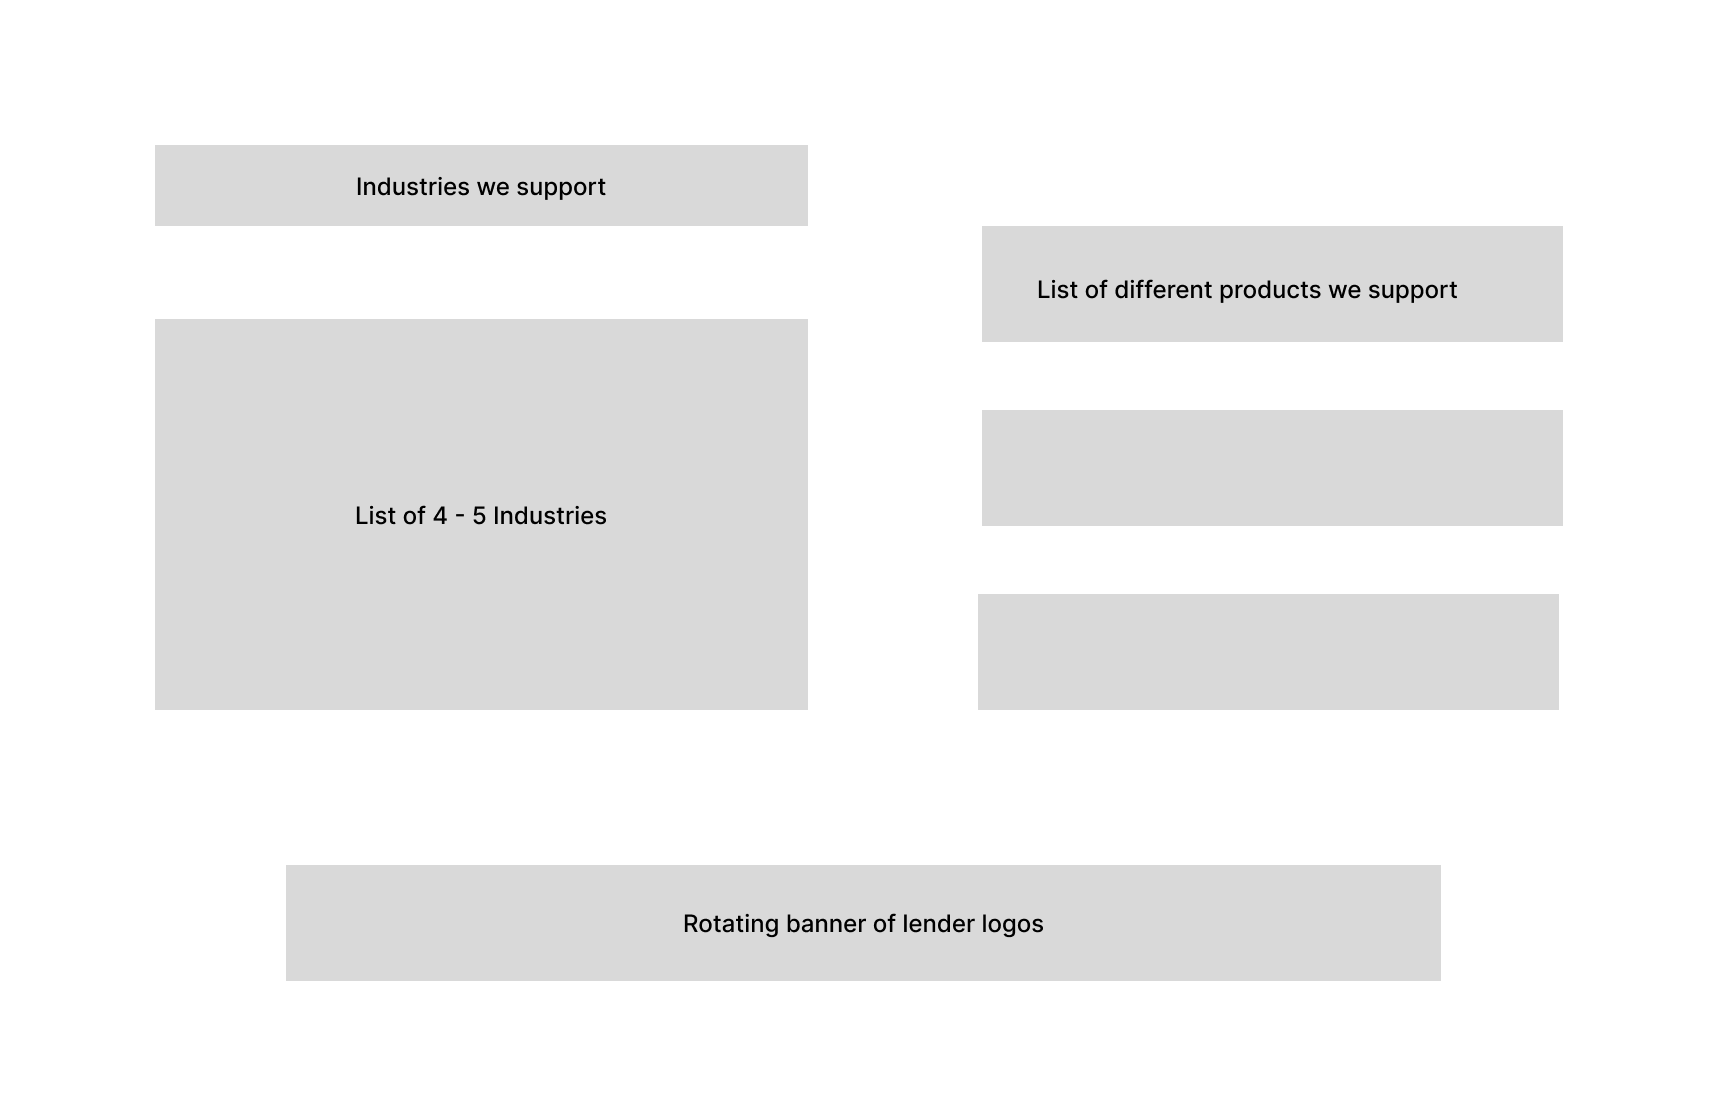 Industries we support
List of different products we support
List of 4 - 5 Industries
Rotating banner of lender logos